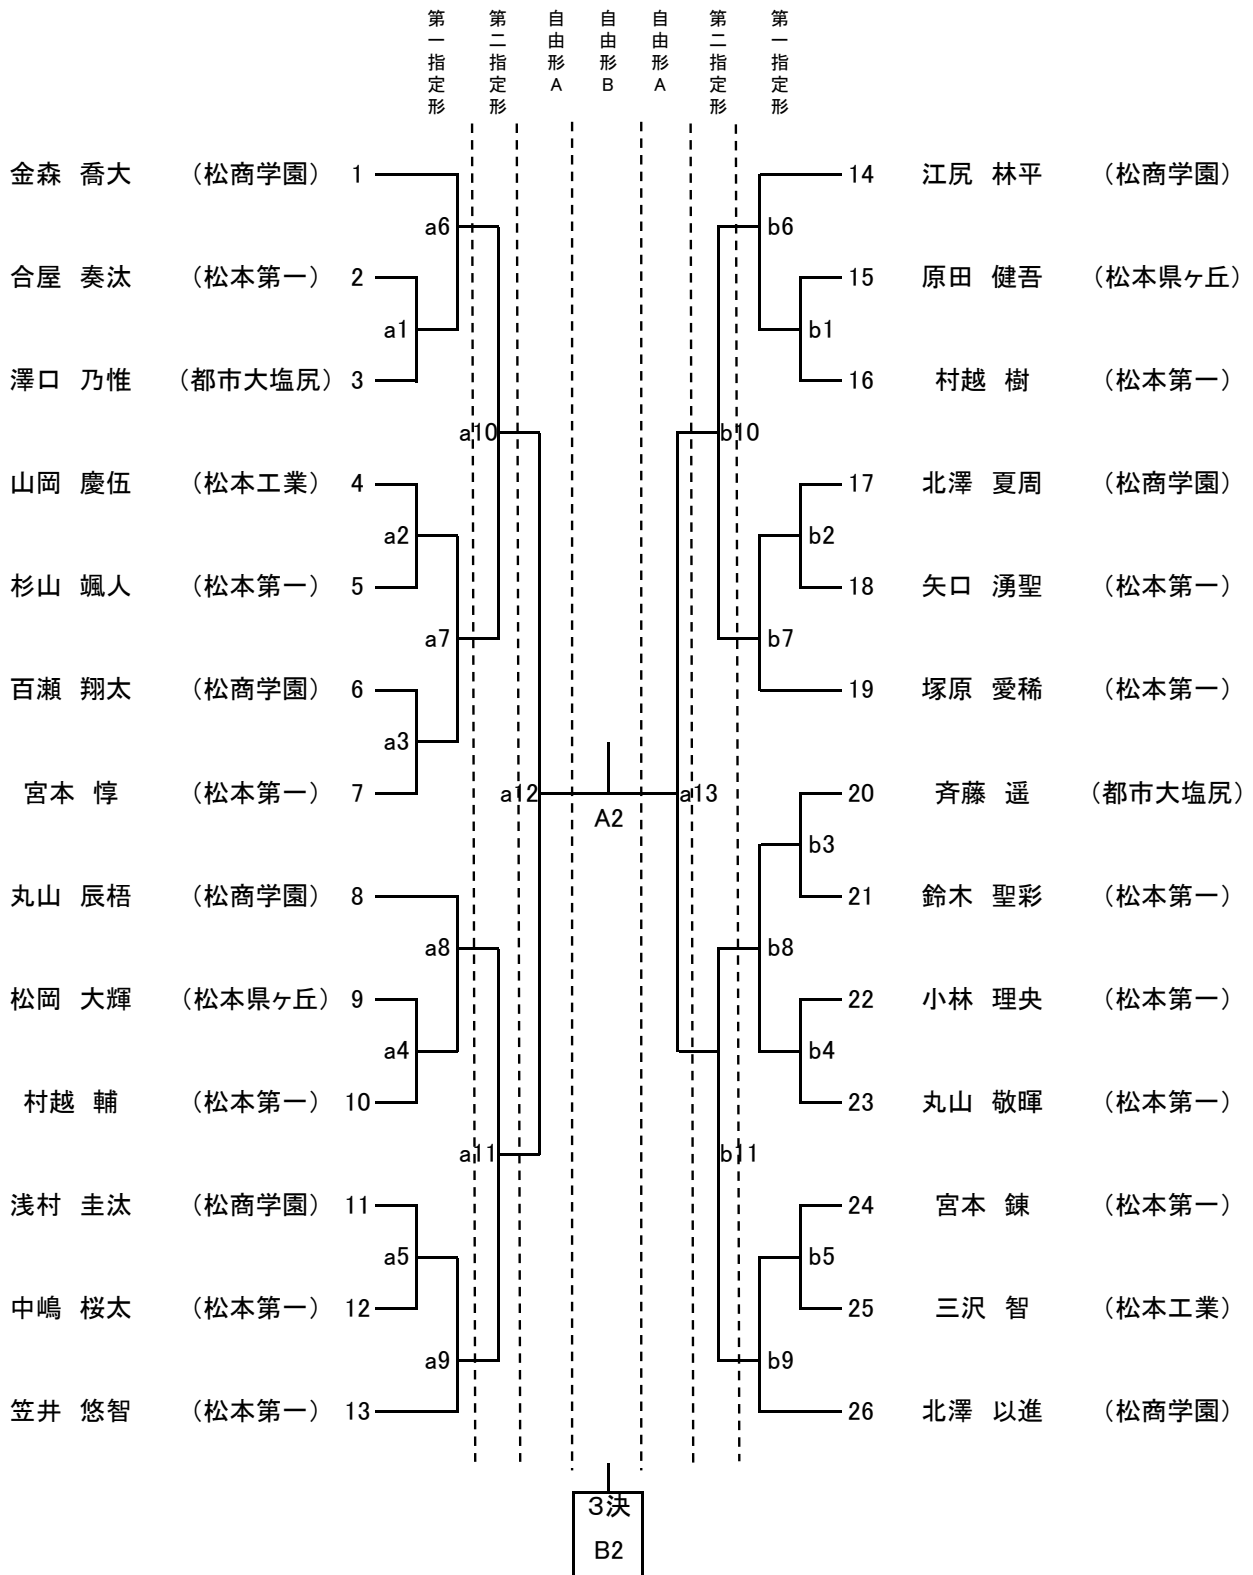 第一指定形
第二指定形
自由形A
自由形B
自由形A
第二指定形
第一指定形
金森 喬大 （松商学園） 1
a6
合屋 奏汰 （松本第一） 2
a1
澤口 乃惟 （都市大塩尻） 3
a10
山岡 慶伍 （松本工業） 4
a2
杉山 颯人 （松本第一） 5
a7
百瀬 翔太 （松商学園） 6
a3
宮本 惇 （松本第一） 7
a12
丸山 辰梧 （松商学園） 8
a8
松岡 大輝 （松本県ヶ丘） 9
a4
村越 輔 （松本第一） 10
a11
浅村 圭汰 （松商学園） 11
a5
中嶋 桜太 （松本第一） 12
a9
笠井 悠智 （松本第一） 13
A2
14 江尻 林平 （松商学園）
b6
15 原田 健吾 （松本県ヶ丘）
b1
16 村越 樹 （松本第一）
b10
17 北澤 夏周 （松商学園）
b2
18 矢口 湧聖 （松本第一）
b7
19 塚原 愛稀 （松本第一）
a13
20 斉藤 遥 （都市大塩尻）
b3
21 鈴木 聖彩 （松本第一）
b8
22 小林 理央 （松本第一）
b4
23 丸山 敬暉 （松本第一）
b11
24 宮本 錬 （松本第一）
b5
25 三沢 智 （松本工業）
b9
26 北澤 以進 （松商学園）
3決
B2